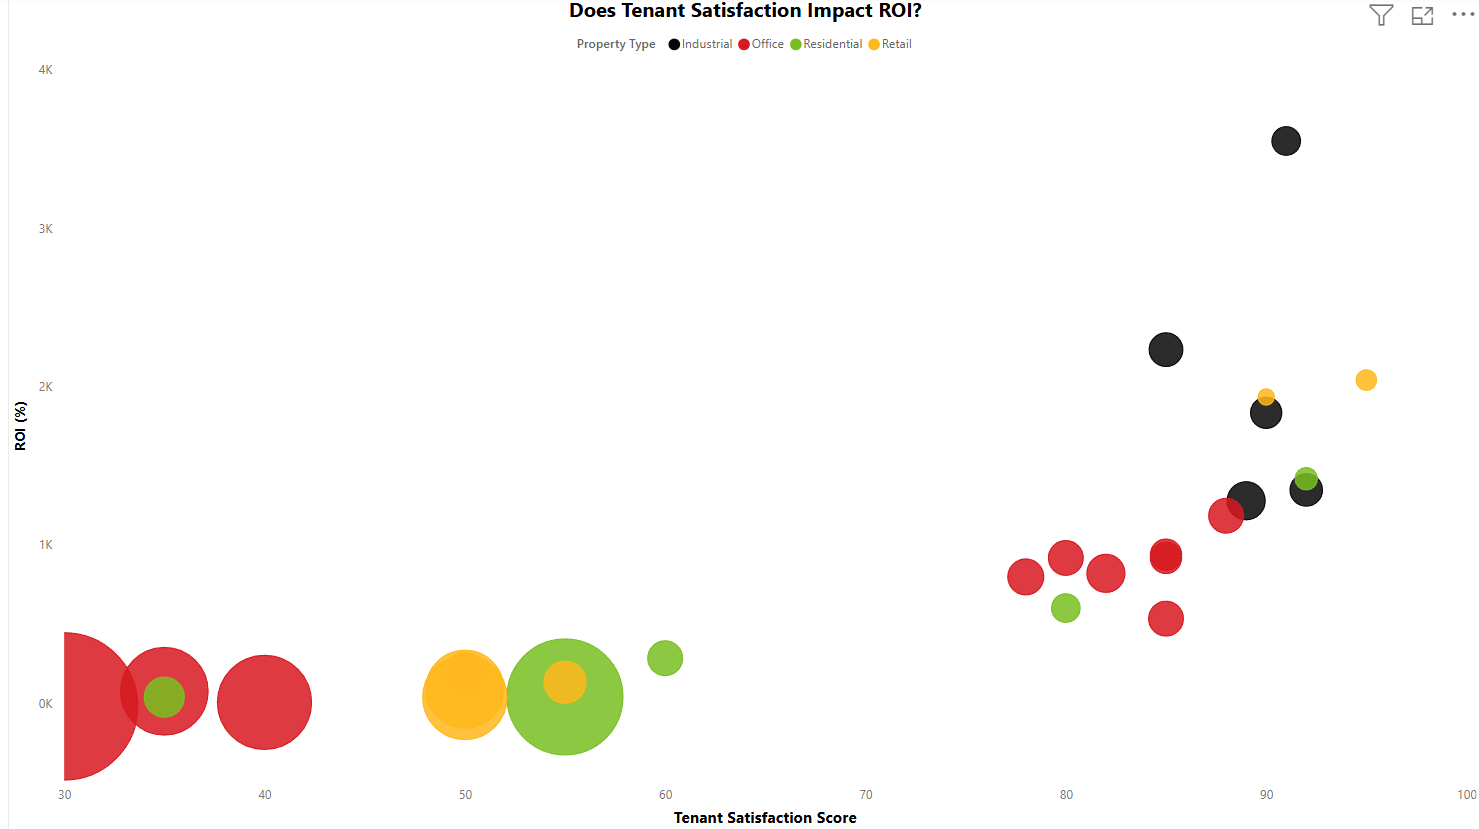 Does Tenant Satisfaction Impact ROI?
Property Type Industrial Office Residential Retail
4K
3K
2K
1K
0K
ROI (%)
30 40 50 60 70 80 90 100
Tenant Satisfaction Score